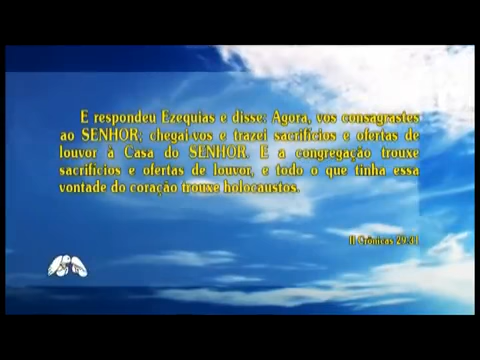 E respondeu Ezequias e disse: Agora, vos consagrastes
ao SENHOR; chegai-vos e trazei sacrifícios e ofertas de
louvor à Casa do SENHOR. E a congregação trouxe
sacrifícios e ofertas de louvor, e todo o que tinha essa
vontade do coração trouxe holocaustos.
II Crônicas 29:31